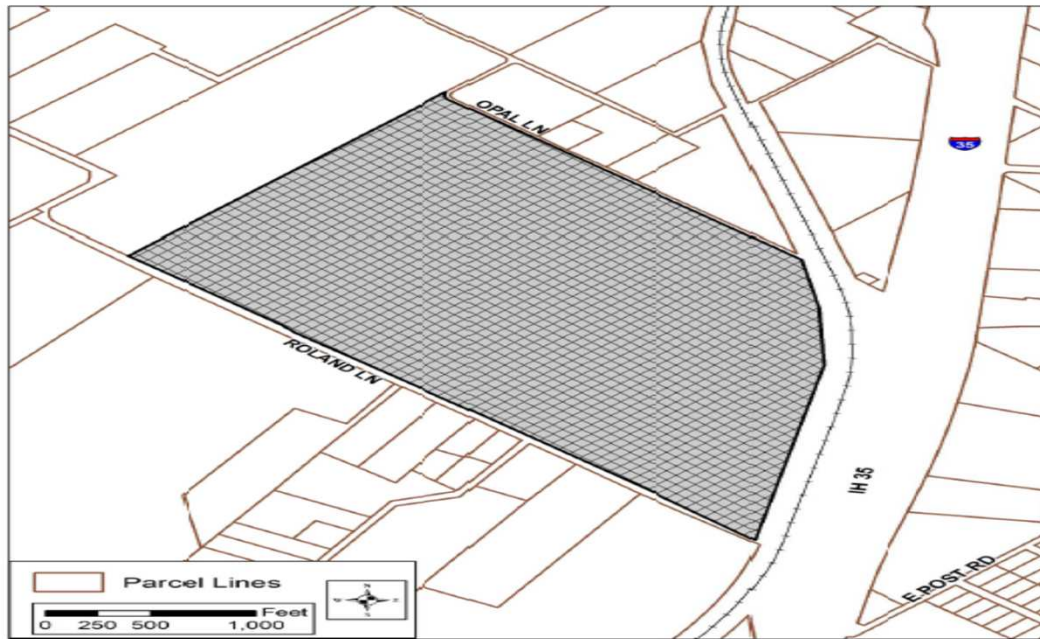 OPAL LN
35
ROLAND LN
IH 35
E POST RD
Parcel Lines
N
Feet
0 250 500 1,000